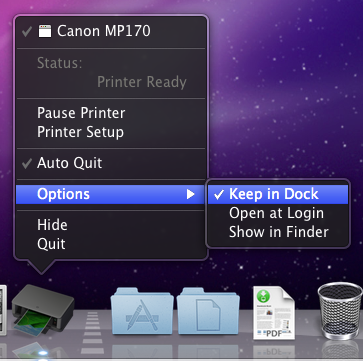 Canon MP170
Status:
Printer Ready
Pause Printer
Printer Setup
Auto Quit
Options
Keep in Dock
Open at Login
Show in Finder
Hide
Quit
PDF